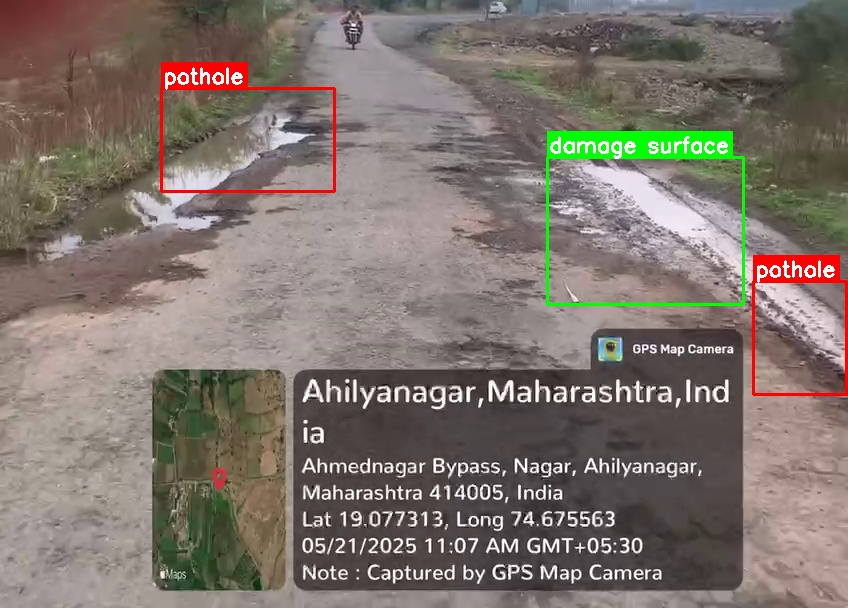 pothole
damage surface
pothole
GPS Map Camera
Ahilyanagar,Maharashtra,Ind
ia
Ahmednagar Bypass, Nagar, Ahilyanagar,
Maharashtra 414005, India
Lat 19.077313, Long 74.675563
05/21/2025 11:07 AM GMT+05:30
Note : Captured by GPS Map Camera
Maps